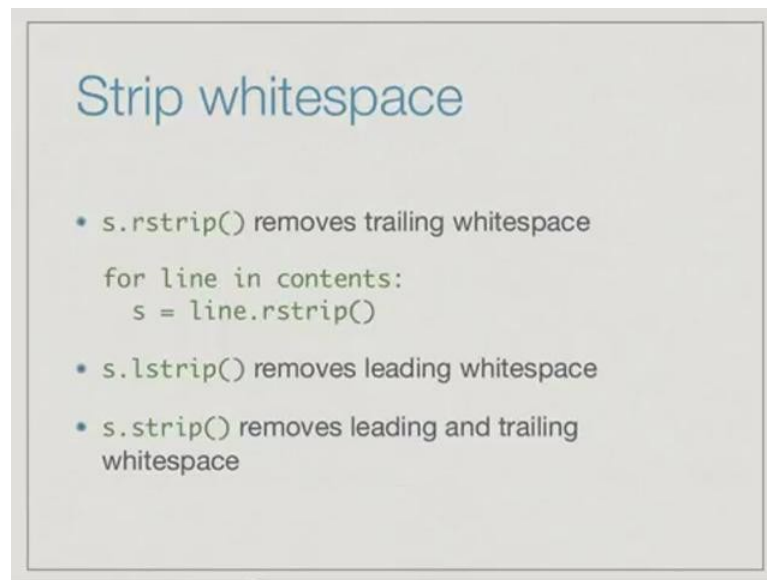 Strip whitespace
• s.rstrip() removes trailing whitespace
for line in contents:
s = line.rstrip()
• s.lstrip() removes leading whitespace
• s.strip() removes leading and trailing
whitespace